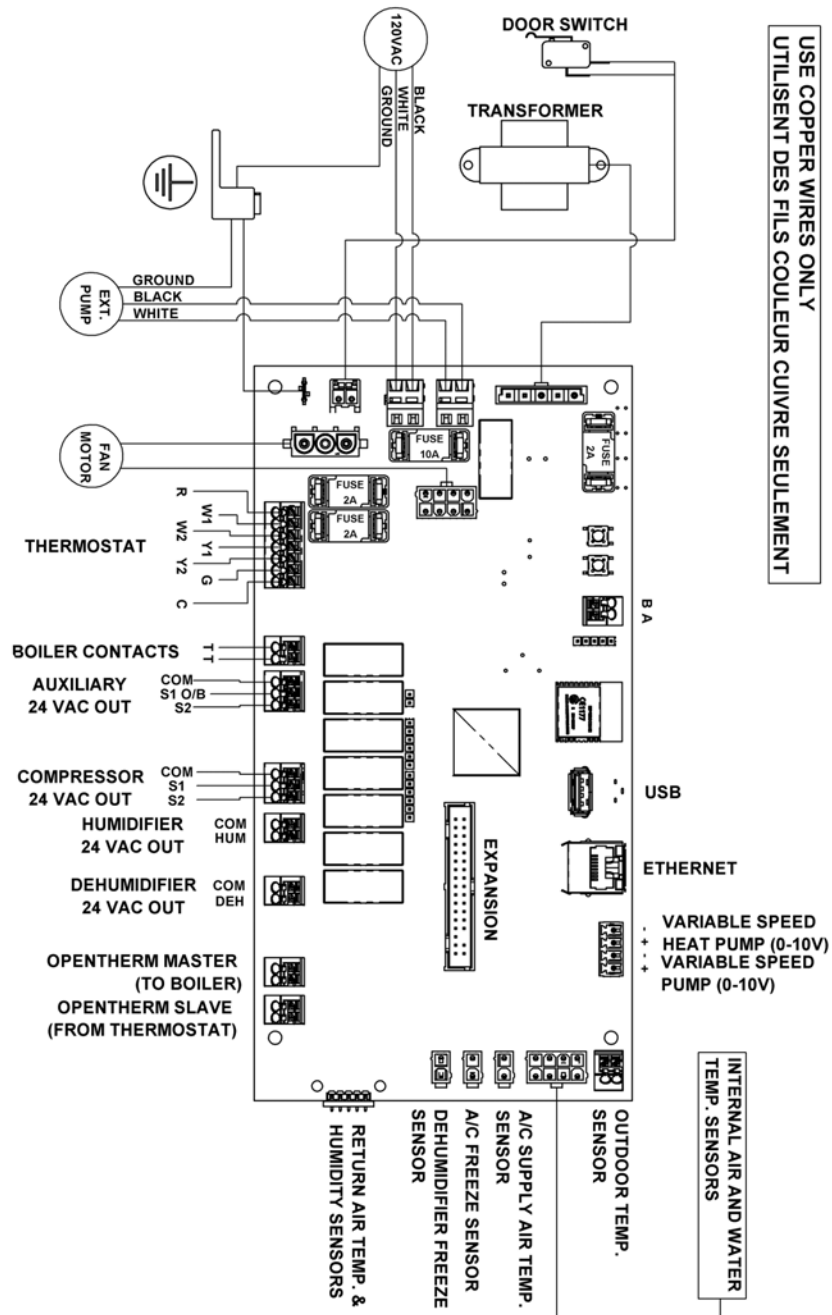 USE COPPER WIRES ONLY
UTILISENT DES FILS COULEUR CUIVRE SEULEMENT
DOOR SWITCH
120VAC
BLACK
WHITE
GROUND
TRANSFORMER
GROUND
BLACK
WHITE
EXT.
PUMP
FAN
MOTOR
FUSE
10A
FUSE
2A
FUSE
2A
FUSE
2A
THERMOSTAT
R
W1
W2
Y1
Y2
G
C
B A
BOILER CONTACTS
T
T
AUXILIARY
24 VAC OUT
COM
S1 O/B
S2
COMPRESSOR
24 VAC OUT
COM
S1
S2
HUMIDIFIER
24 VAC OUT
COM
HUM
DEHUMIDIFIER
24 VAC OUT
COM
DEH
OPENTHERM MASTER
(TO BOILER)
OPENTHERM SLAVE
(FROM THERMOSTAT)
EXPANSION
USB
ETHERNET
- VARIABLE SPEED
+ HEAT PUMP (0-10V)
- VARIABLE SPEED
+ PUMP (0-10V)
INTERNAL AIR AND WATER
TEMP. SENSORS
OUTDOOR TEMP.
SENSOR
A/C SUPPLY AIR TEMP.
SENSOR
A/C FREEZE SENSOR
DEHUMIDIFIER FREEZE
SENSOR
RETURN AIR TEMP. &
HUMIDITY SENSORS